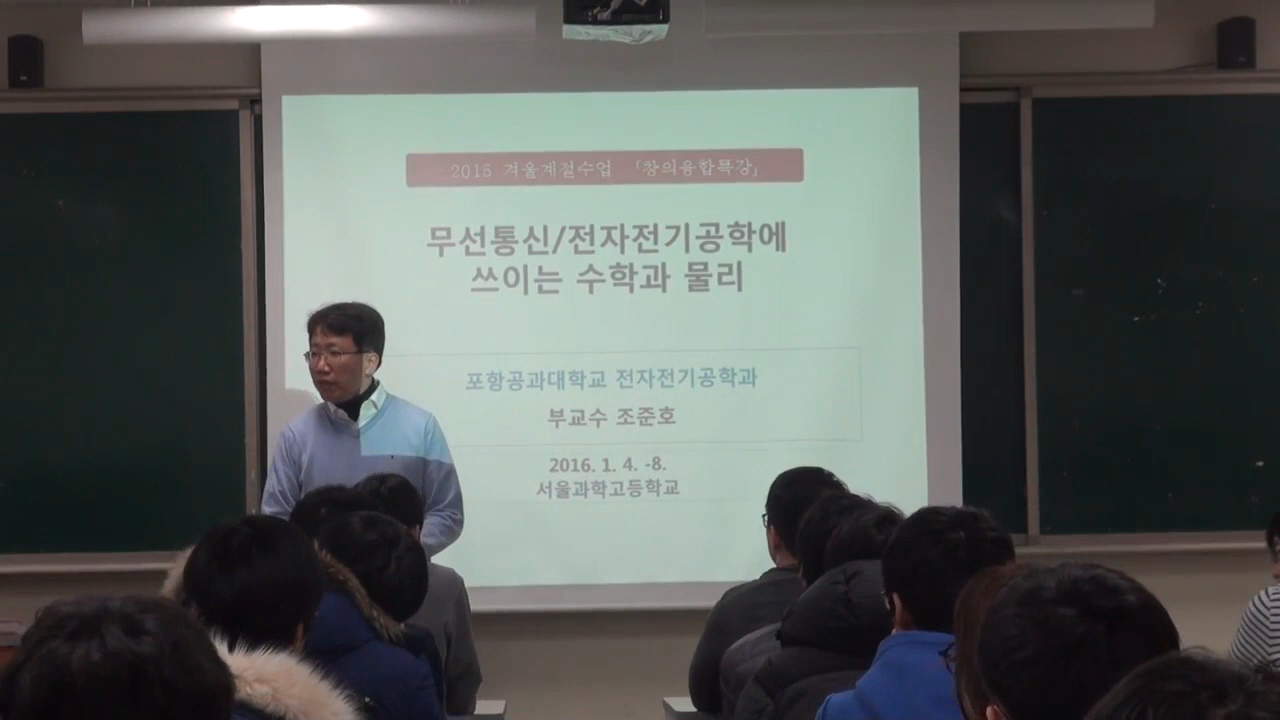 2015 겨울계절수업 「창의융합특강」
무선통신/전자전기공학에
쓰이는 수학과 물리
포항공과대학교 전자전기공학과
부교수 조준호
2016. 1. 4. -8.
서울과학고등학교